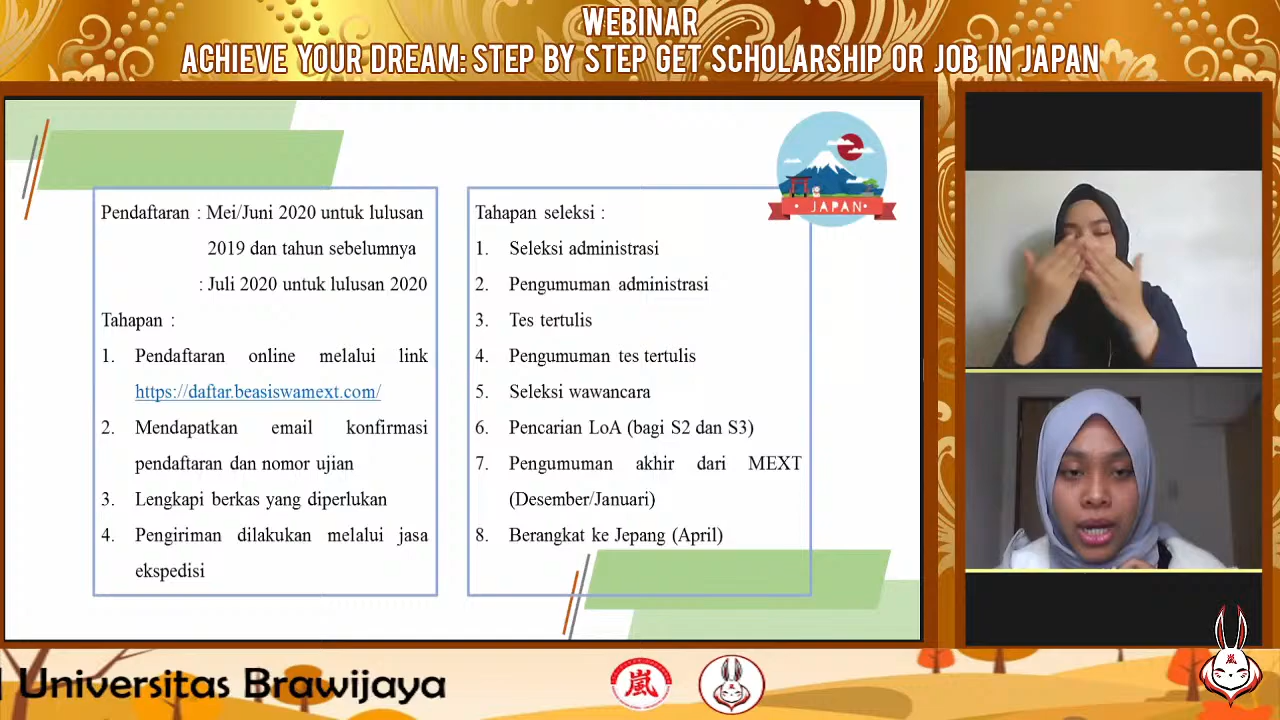 WEBINAR
ACHIEVE YOUR DREAM: STEP BY STEP GET SCHOLARSHIP OR JOB IN JAPAN
Pendaftaran : Mei/Juni 2020 untuk lulusan
2019 dan tahun sebelumnya
: Juli 2020 untuk lulusan 2020
Tahapan :
1. Pendaftaran online melalui link
https://daftar.beasiswamext.com/
2. Mendapatkan email konfirmasi
pendaftaran dan nomor ujian
3. Lengkapi berkas yang diperlukan
4. Pengiriman dilakukan melalui jasa
ekspedisi
• JAPAN •
Tahapan seleksi :
1. Seleksi administrasi
2. Pengumuman administrasi
3. Tes tertulis
4. Pengumuman tes tertulis
5. Seleksi wawancara
6. Pencarian LoA (bagi S2 dan S3)
7. Pengumuman akhir dari MEXT
(Desember/Januari)
8. Berangkat ke Jepang (April)
Universitas Brawijaya
嵐